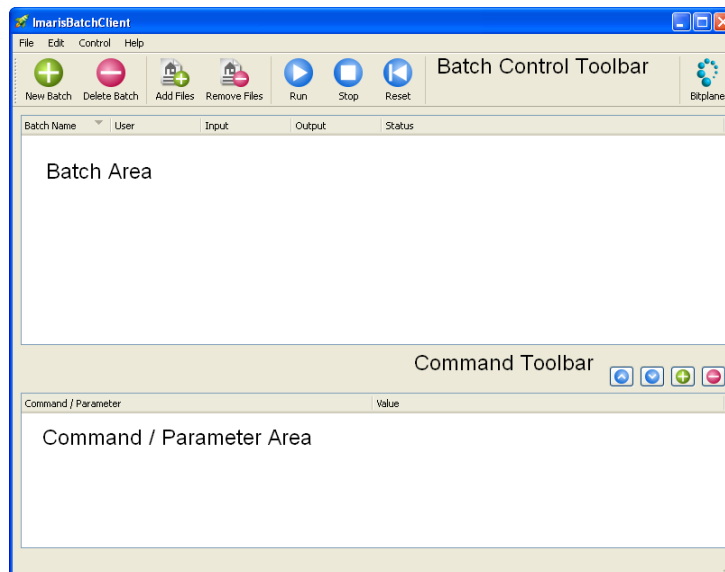 ImarisBatchClient
File Edit Control Help
Batch Control Toolbar
New Batch Delete Batch Add Files Remove Files Run Stop Reset Bitplane
Batch Name User Input Output Status
Batch Area
Command Toolbar
Command / Parameter Value
Command / Parameter Area